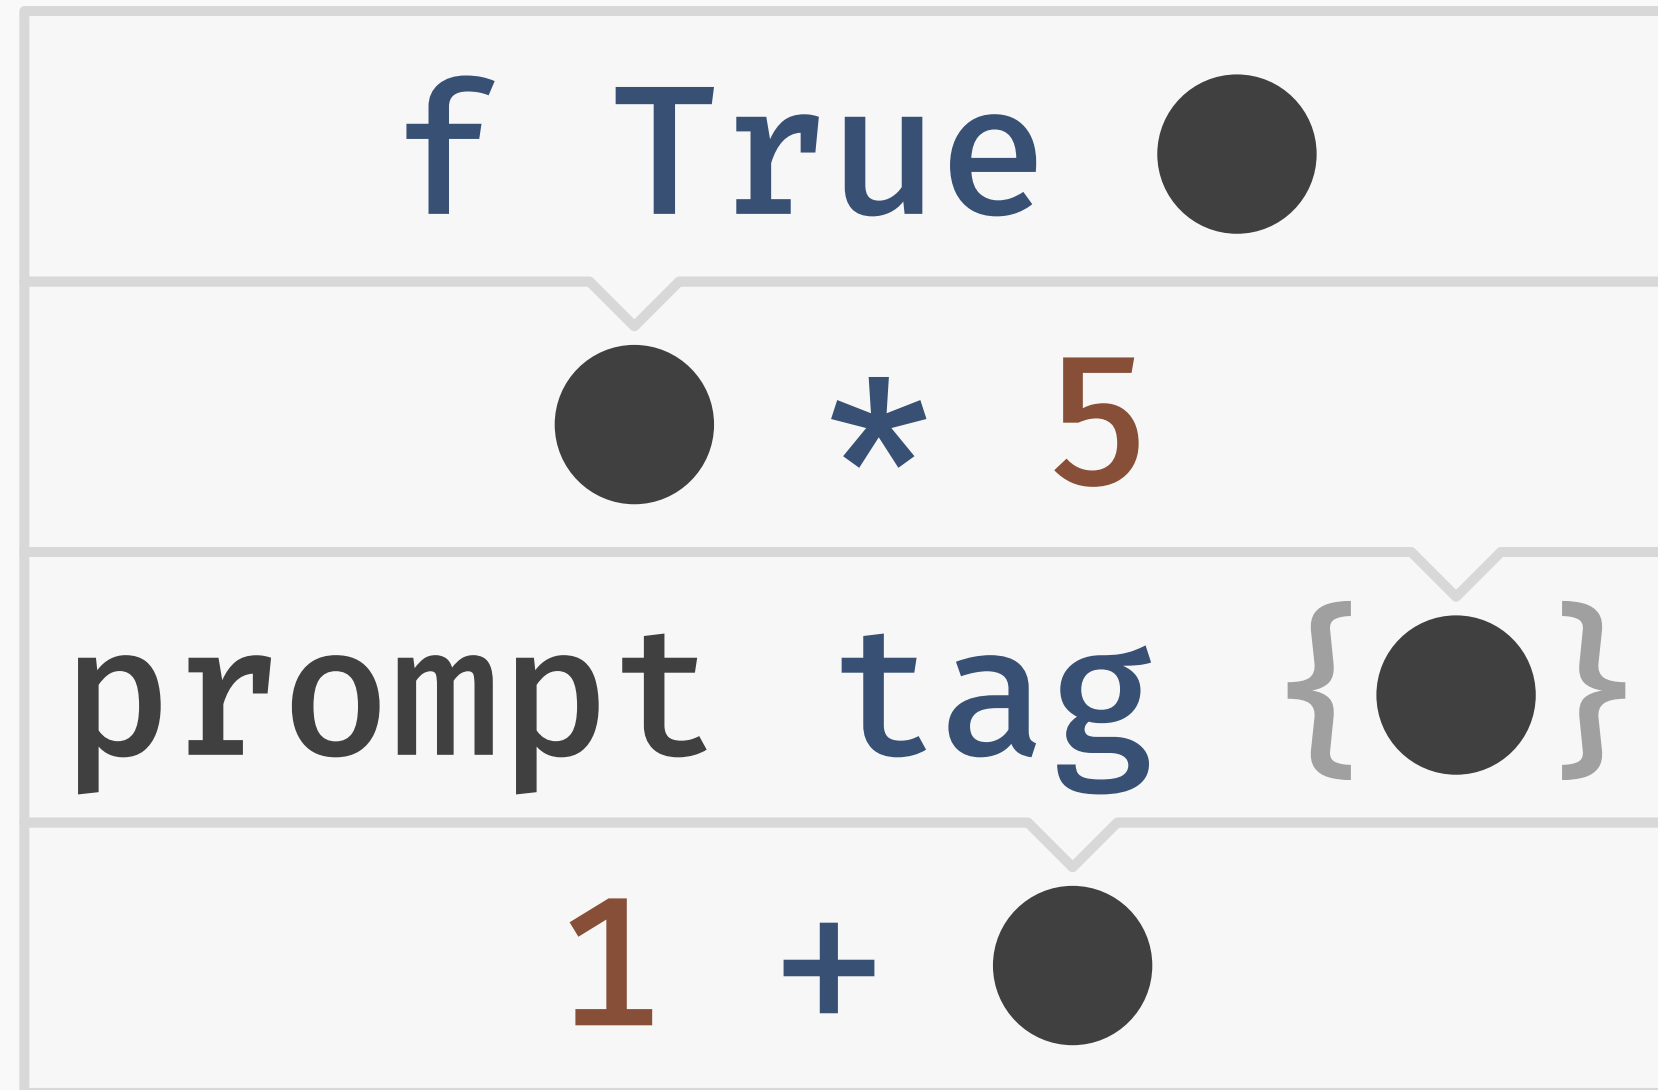 f True ●
● * 5
prompt tag {●}
1 + ●